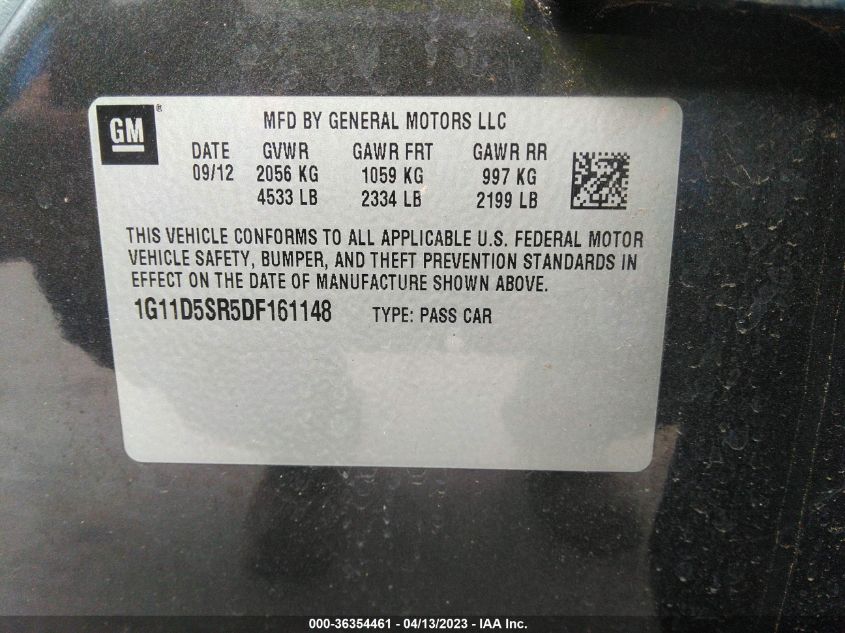 GM ®
MFD BY GENERAL MOTORS LLC
DATE GVWR GAWR FRT GAWR RR
09/12 2056 KG 1059 KG 997 KG
4533 LB 2334 LB 2199 LB
THIS VEHICLE CONFORMS TO ALL APPLICABLE U.S. FEDERAL MOTOR
VEHICLE SAFETY, BUMPER, AND THEFT PREVENTION STANDARDS IN
EFFECT ON THE DATE OF MANUFACTURE SHOWN ABOVE.
1G11D5SR5DF161148 TYPE: PASS CAR
000-36354461 - 04/13/2023 - IAA Inc.